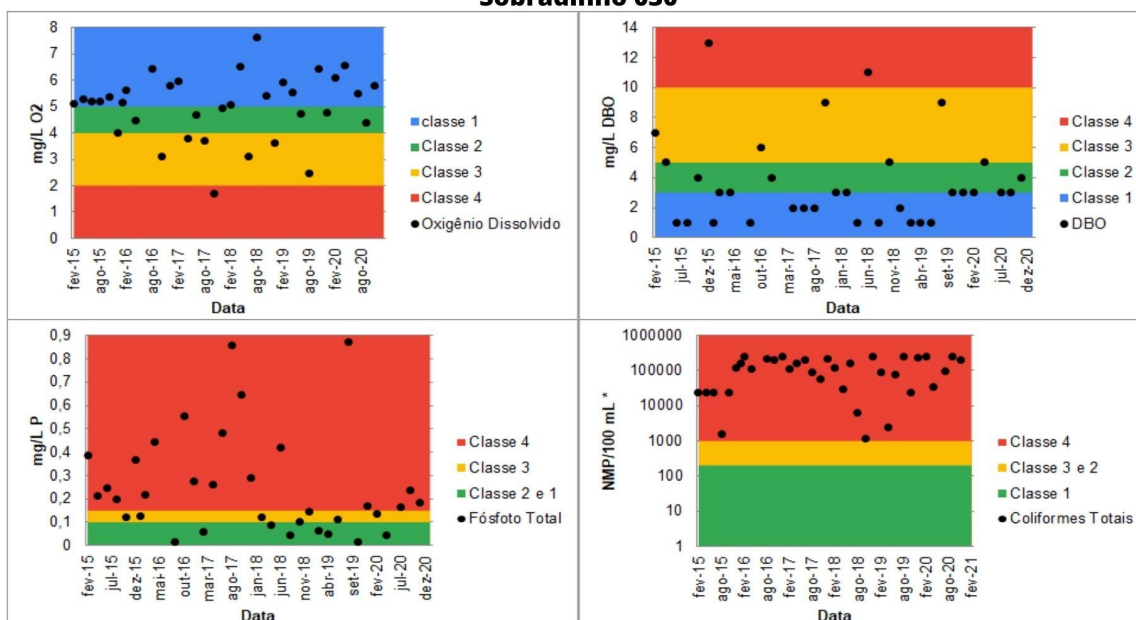 Sobradinho
8
7
6
5
4
3
2
1
0
mg/L O2
fev-15
ago-15
fev-16
ago-16
fev-17
ago-17
fev-18
ago-18
fev-19
ago-19
fev-20
ago-20
Data
classe 1
Classe 2
Classe 3
Classe 4
Oxigênio Dissolvido
14
12
10
8
6
4
2
0
mg/L DBO
fev-15
jul-15
dez-15
mai-16
out-16
mar-17
ago-17
jan-18
jun-18
nov-18
abr-19
set-19
fev-20
jul-20
dez-20
Data
Classe 4
Classe 3
Classe 2
Classe 1
DBO
0,9
0,8
0,7
0,6
0,5
0,4
0,3
0,2
0,1
0
mg/L P
fev-15
jul-15
dez-15
mai-16
out-16
mar-17
ago-17
jan-18
jun-18
nov-18
abr-19
set-19
fev-20
jul-20
dez-20
Data
Classe 4
Classe 3
Classe 2 e 1
Fósfoto Total
1000000
100000
10000
1000
100
10
1
NMP/100 mL *
fev-15
ago-15
fev-16
ago-16
fev-17
ago-17
fev-18
ago-18
fev-19
ago-19
fev-20
ago-20
fev-21
Data
Classe 4
Classe 3 e 2
Classe 1
Coliformes Totais